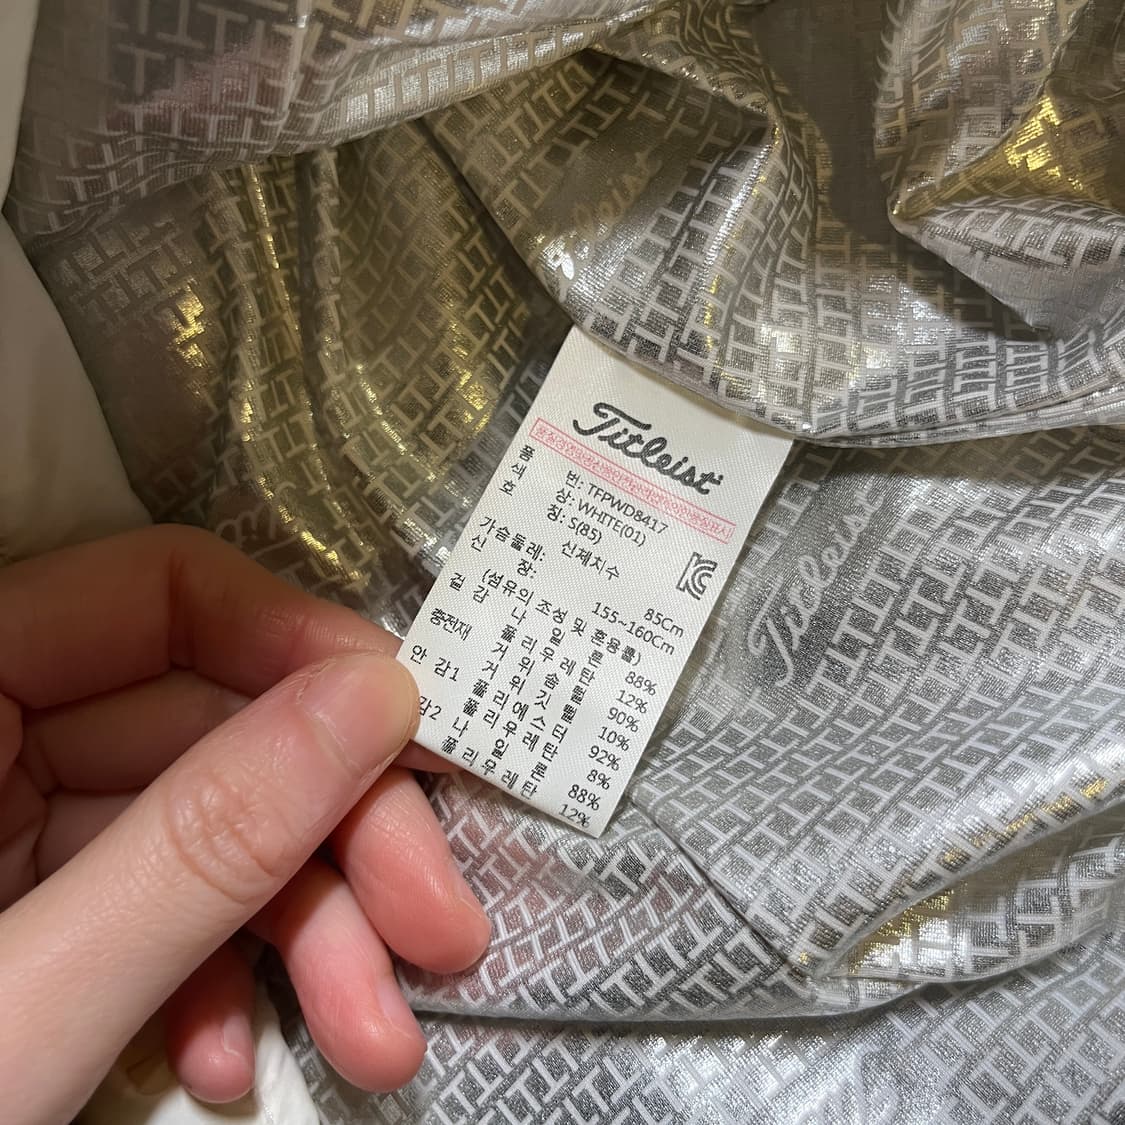 Titleist
품 번: TFPWD8417
색 상: WHITE(01)
호 칭: S(85)
신체치수
가슴둘레: 85Cm
신 장: 155~160Cm
(섬유의 조성 및 혼용률)
겉 감 나 일 론 88%
폴 리 우 레 탄 12%
충전재 거 위 솜 털 90%
거 위 깃 털 10%
안 감1 폴 리 에 스 터 92%
폴 리 우 레 탄 8%
감2 나 일 론 88%
폴 리 우 레 탄 12%
Titleist